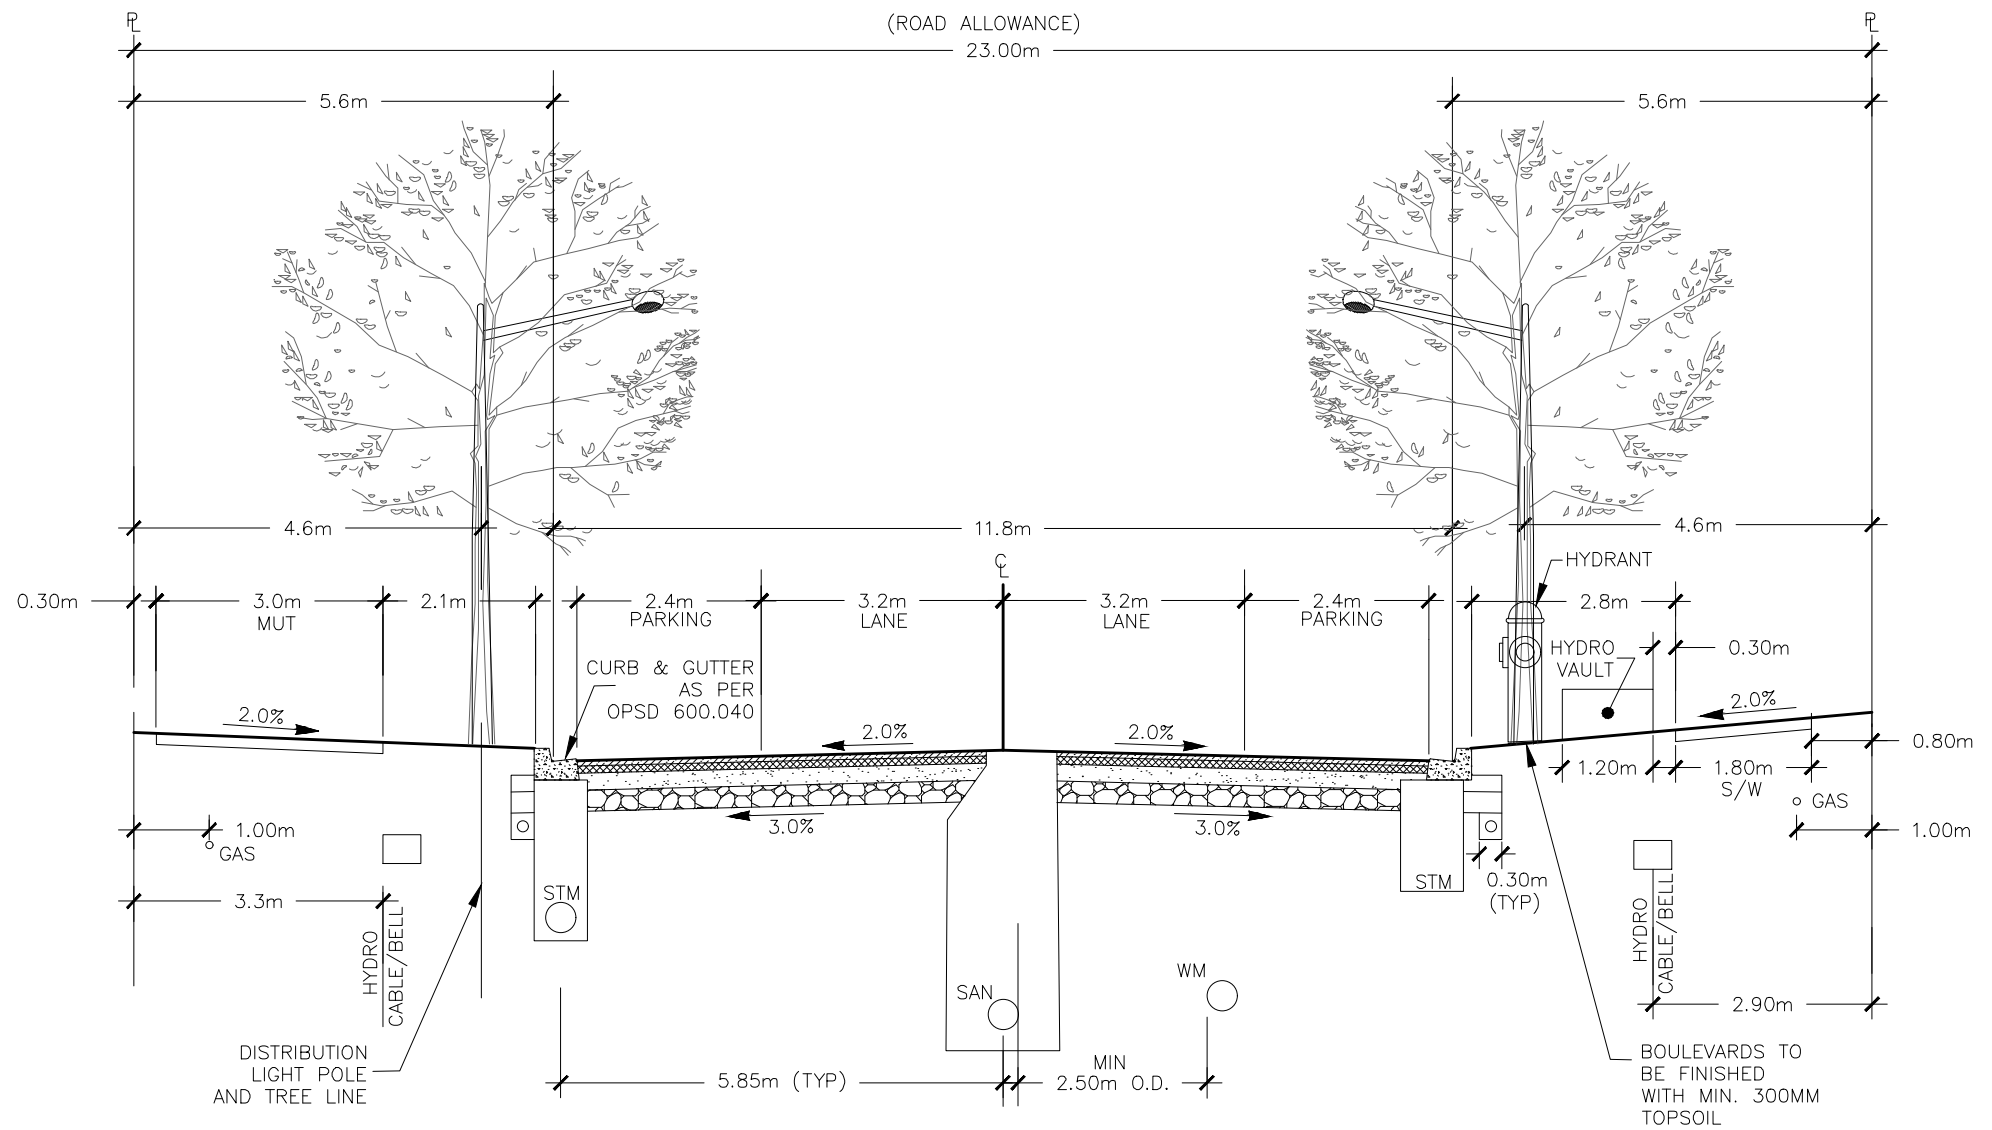 PL
(ROAD ALLOWANCE)
PL
23.00m
5.6m
5.6m
4.6m
11.8m
4.6m
CL
HYDRANT
0.30m
3.0m
MUT
2.1m
2.4m
PARKING
3.2m
LANE
3.2m
LANE
2.4m
PARKING
2.8m
HYDRO
VAULT
0.30m
CURB & GUTTER
AS PER
OPSD 600.040
2.0%
2.0%
2.0%
2.0%
0.80m
1.20m
1.80m
S/W
GAS
1.00m
3.0%
3.0%
1.00m
GAS
3.3m
HYDRO
CABLE/BELL
STM
STM
0.30m
(TYP)
HYDRO
CABLE/BELL
SAN
WM
2.90m
DISTRIBUTION
LIGHT POLE
AND TREE LINE
5.85m (TYP)
MIN
2.50m O.D.
BOULEVARDS TO
BE FINISHED
WITH MIN. 300MM
TOPSOIL